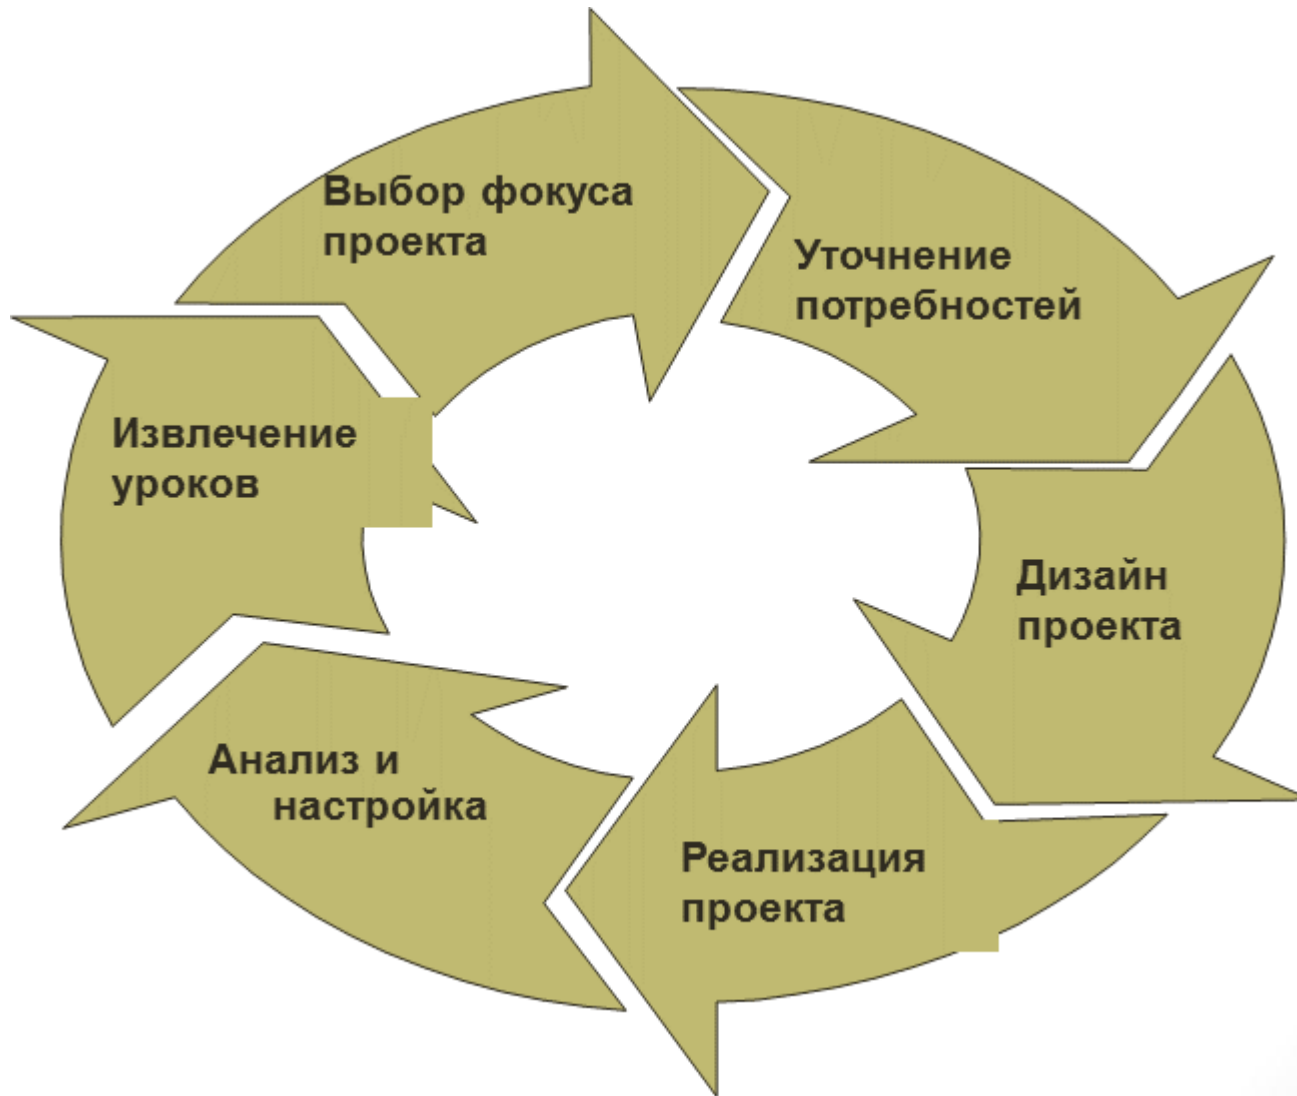 Выбор фокуса
проекта
Уточнение
потребностей
Дизайн
проекта
Реализация
проекта
Анализ и
настройка
Извлечение
уроков